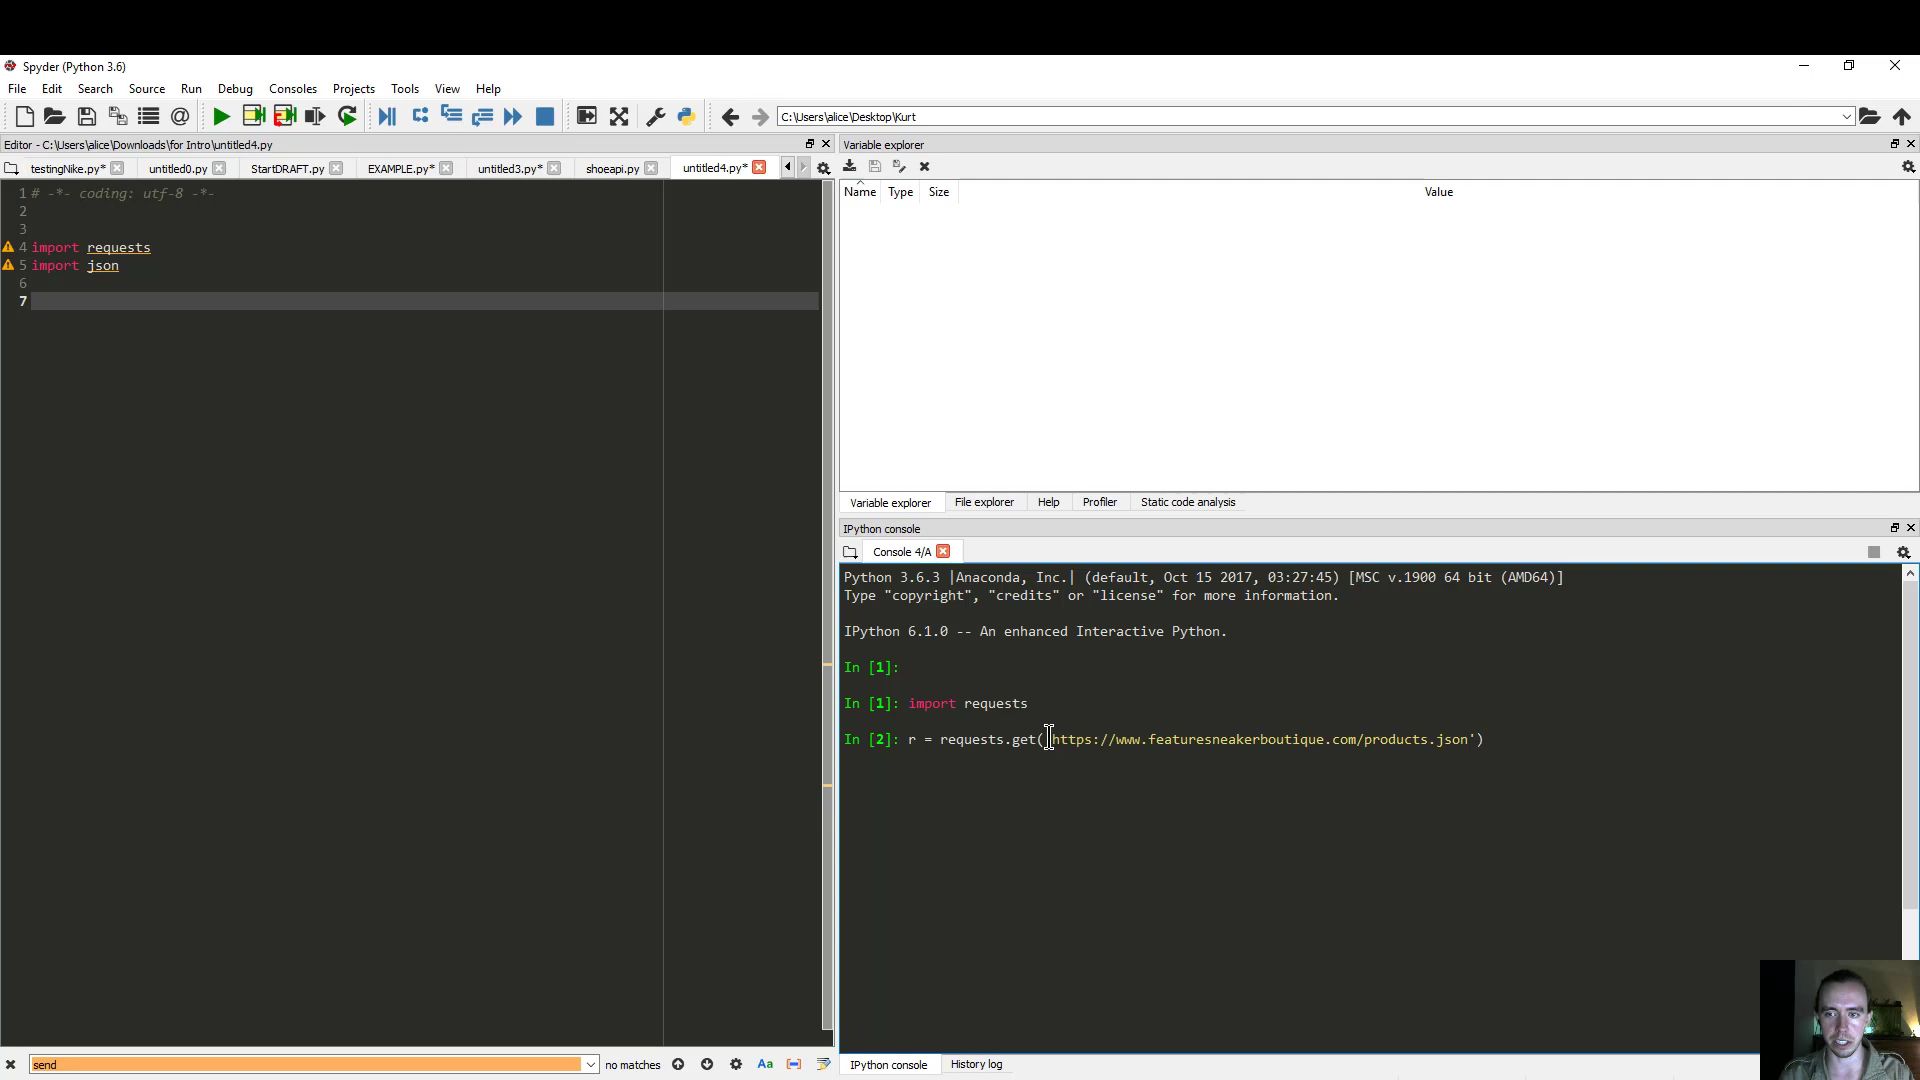 Spyder (Python 3.6)
File Edit Search Source Run Debug Consoles Projects Tools View Help
C:\Users\alice\Desktop\Kurt
Editor - C:\Users\alice\Downloads\for Intro\untitled4.py
testingNike.py* untitled0.py StartDRAFT.py EXAMPLE.py* untitled3.py* shoeapi.py untitled4.py*
1 # -*- coding: utf-8 -*-
2
3
4 import requests
5 import json
6
7
Variable explorer
Name Type Size Value
Variable explorer File explorer Help Profiler Static code analysis
IPython console
Console 4/A
Python 3.6.3 |Anaconda, Inc.| (default, Oct 15 2017, 03:27:45) [MSC v.1900 64 bit (AMD64)]
Type "copyright", "credits" or "license" for more information.
IPython 6.1.0 -- An enhanced Interactive Python.
In [1]:
In [1]: import requests
In [2]: r = requests.get('https://www.featuresneakerboutique.com/products.json')
send no matches Aa
IPython console History log